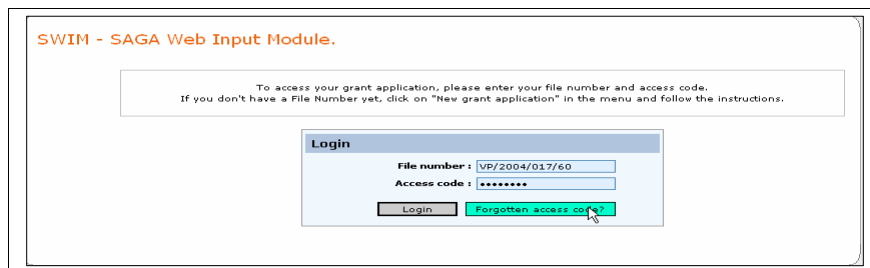 SWIM - SAGA Web Input Module.
To access your grant application, please enter your file number and access code.
If you don't have a File Number yet, click on "New grant application" in the menu and follow the instructions.
Login
File number : VP/2004/017/60
Access code : ••••••••
Login Forgotten access code?